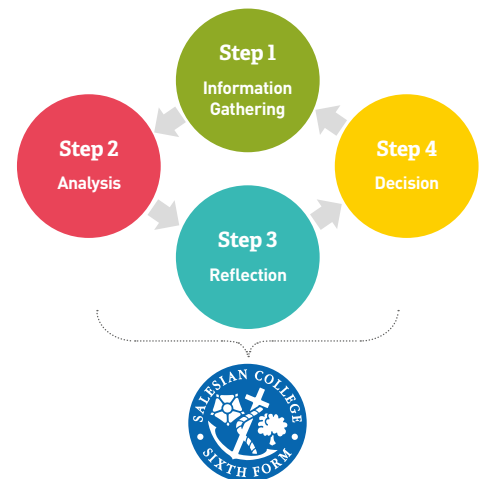 Step 1
Information
Gathering
Step 2
Analysis
Step 4
Decision
Step 3
Reflection
SALESIAN COLLEGE
SIXTH FORM